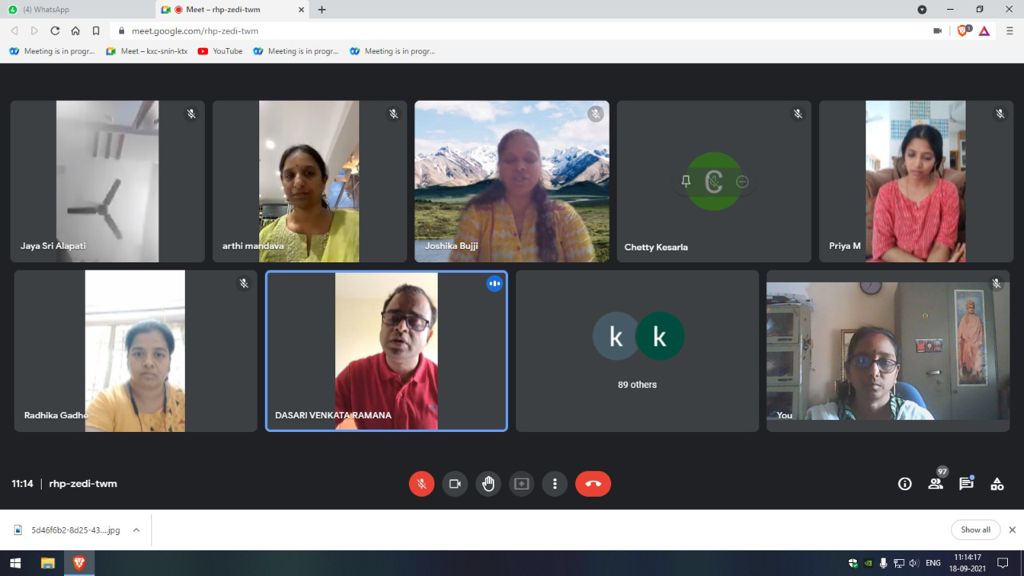 (4) WhatsApp
Meet – rhp-zedi-twm
meet.google.com/rhp-zedi-twm
1
Meeting is in progr...
Meet – kxc-snin-ktx
YouTube
Meeting is in progr...
Meeting is in progr...
Jaya Sri Alapati
arthi mandava
Joshika Bujji
C
Chetty Kesarla
Priya M
Radhika Gadhe
DASARI VENKATA RAMANA
k k
89 others
You
11:14 | rhp-zedi-twm
97
5d46f6b2-8d25-43....jpg
Show all
ENG
11:14:17
18-09-2021